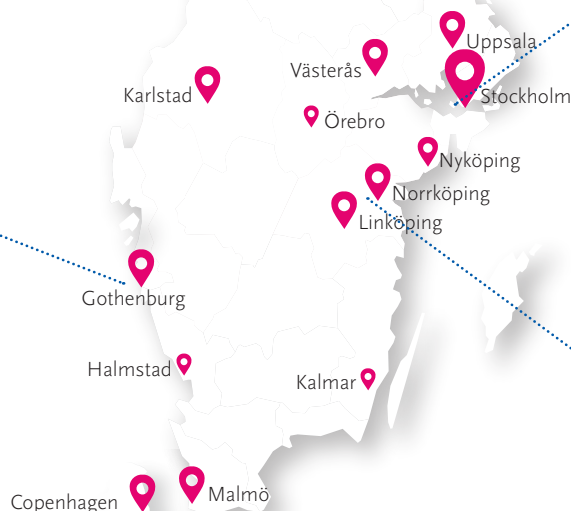 Uppsala
Västerås
Karlstad
Stockholm
Örebro
Nyköping
Norrköping
Linköping
Gothenburg
Halmstad
Kalmar
Malmö
Copenhagen